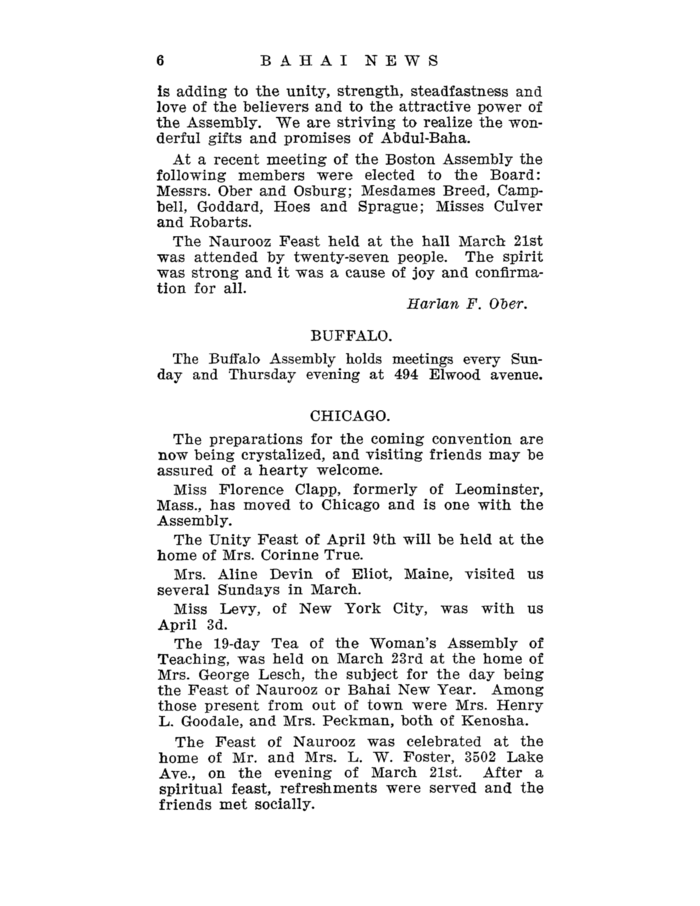 6 BAHAI NEWS
is adding to the unity, strength, steadfastness and
love of the believers and to the attractive power of
the Assembly. We are striving to realize the won-
derful gifts and promises of Abdul-Baha.
At a recent meeting of the Boston Assembly the
following members were elected to the Board:
Messrs. Ober and Osburg; Mesdames Breed, Camp-
bell, Goddard, Hoes and Sprague; Misses Culver
and Robarts.
The Naurooz Feast held at the hall March 21st
was attended by twenty-seven people. The spirit
was strong and it was a cause of joy and confirma-
tion for all.
Harlan F. Ober.
BUFFALO.
The Buffalo Assembly holds meetings every Sun-
day and Thursday evening at 494 Elwood avenue.
CHICAGO.
The preparations for the coming convention are
now being crystalized, and visiting friends may be
assured of a hearty welcome.
Miss Florence Clapp, formerly of Leominster,
Mass., has moved to Chicago and is one with the
Assembly.
The Unity Feast of April 9th will be held at the
home of Mrs. Corinne True.
Mrs. Aline Devin of Eliot, Maine, visited us
several Sundays in March.
Miss Levy, of New York City, was with us
April 3d.
The 19-day Tea of the Woman's Assembly of
Teaching, was held on March 23rd at the home of
Mrs. George Lesch, the subject for the day being
the Feast of Naurooz or Bahai New Year. Among
those present from out of town were Mrs. Henry
L. Goodale, and Mrs. Peckman, both of Kenosha.
The Feast of Naurooz was celebrated at the
home of Mr. and Mrs. L. W. Foster, 3502 Lake
Ave., on the evening of March 21st. After a
spiritual feast, refreshments were served and the
friends met socially.